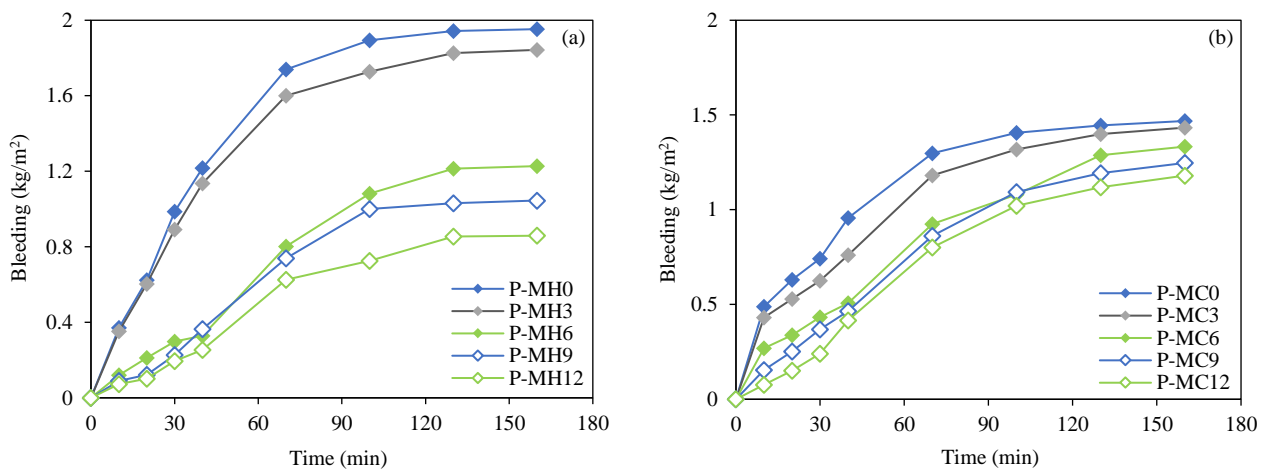 (a)
Bleeding (kg/m²)
2
1.6
1.2
0.8
0.4
0
0 30 60 90 120 150 180
Time (min)
P-MH0
P-MH3
P-MH6
P-MH9
P-MH12
(b)
Bleeding (kg/m²)
2
1.5
1
0.5
0
0 30 60 90 120 150 180
Time (min)
P-MC0
P-MC3
P-MC6
P-MC9
P-MC12